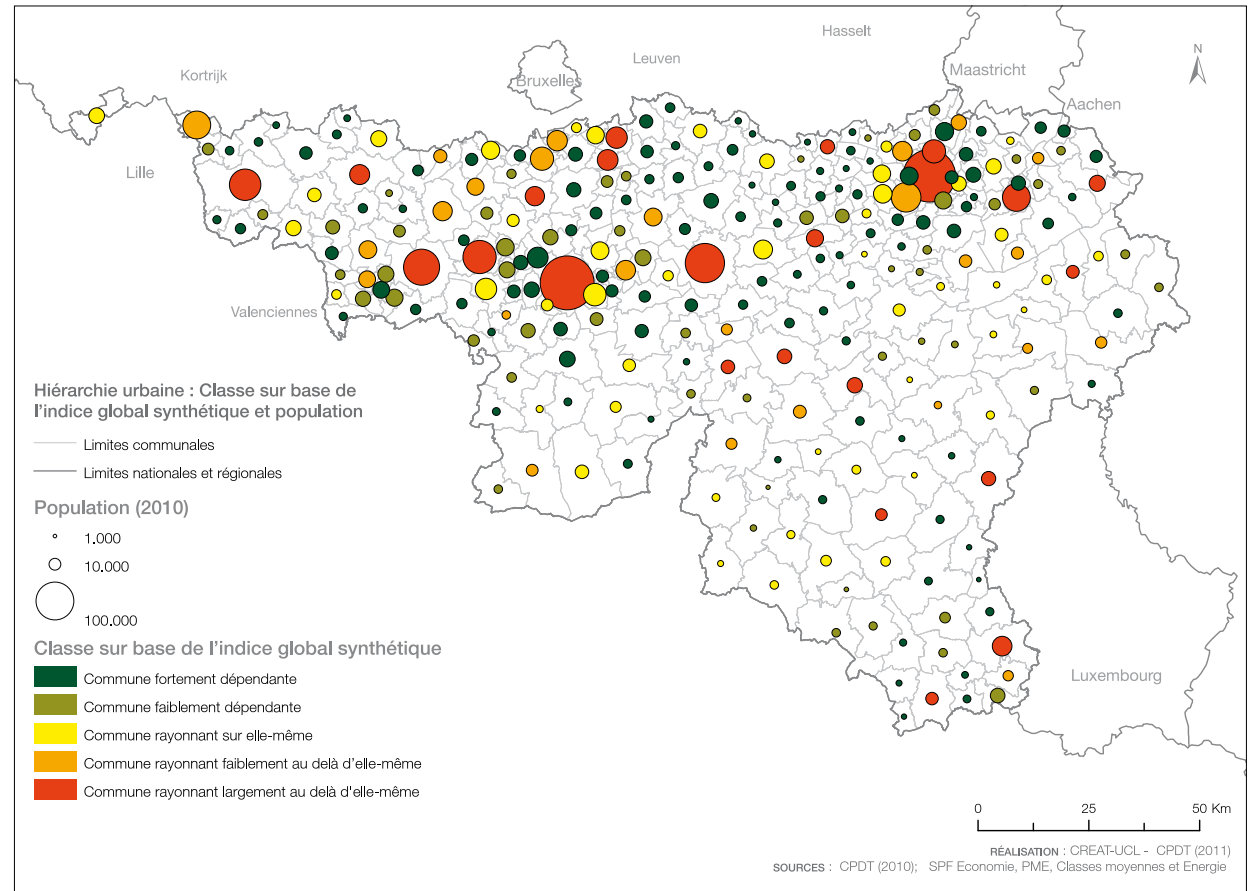 Hasselt
Leuven
Kortrijk
Bruxelles
Maastricht
N
Aachen
Lille
Valenciennes
Hiérarchie urbaine : Classe sur base de
l'indice global synthétique et population
Limites communales
Limites nationales et régionales
Population (2010)
1.000
10.000
100.000
Classe sur base de l'indice global synthétique
Commune fortement dépendante
Commune faiblement dépendante
Commune rayonnant sur elle-même
Commune rayonnant faiblement au delà d'elle-même
Commune rayonnant largement au delà d'elle-même
Luxembourg
0 25 50 Km
RÉALISATION : CREAT-UCL - CPDT (2011)
SOURCES : CPDT (2010); SPF Economie, PME, Classes moyennes et Energie